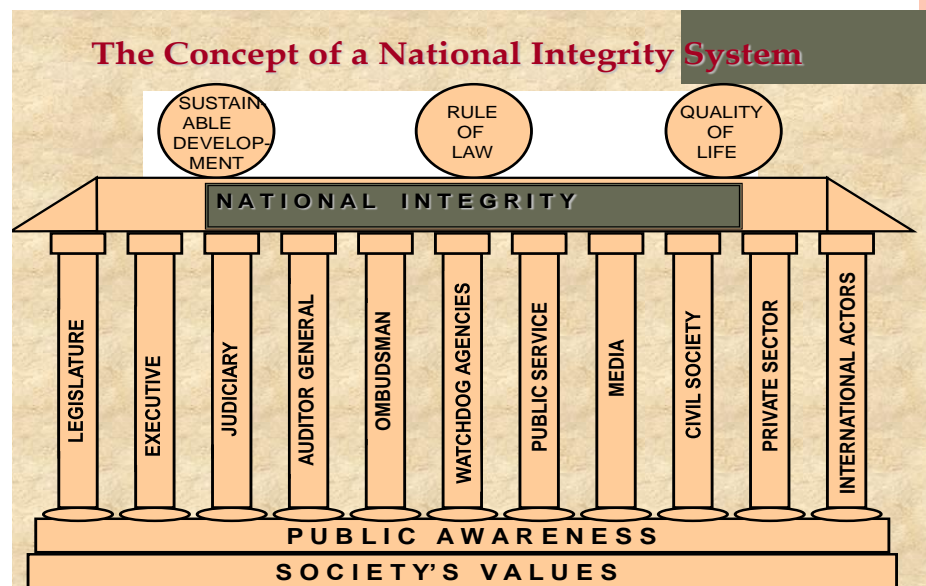 The Concept of a National Integrity System
SUSTAIN-
ABLE
DEVELOP-
MENT
RULE
OF
LAW
QUALITY
OF
LIFE
NATIONAL INTEGRITY
LEGISLATURE
EXECUTIVE
JUDICIARY
AUDITOR GENERAL
OMBUDSMAN
WATCHDOG AGENCIES
PUBLIC SERVICE
MEDIA
CIVIL SOCIETY
PRIVATE SECTOR
INTERNATIONAL ACTORS
PUBLIC AWARENESS
SOCIETY'S VALUES